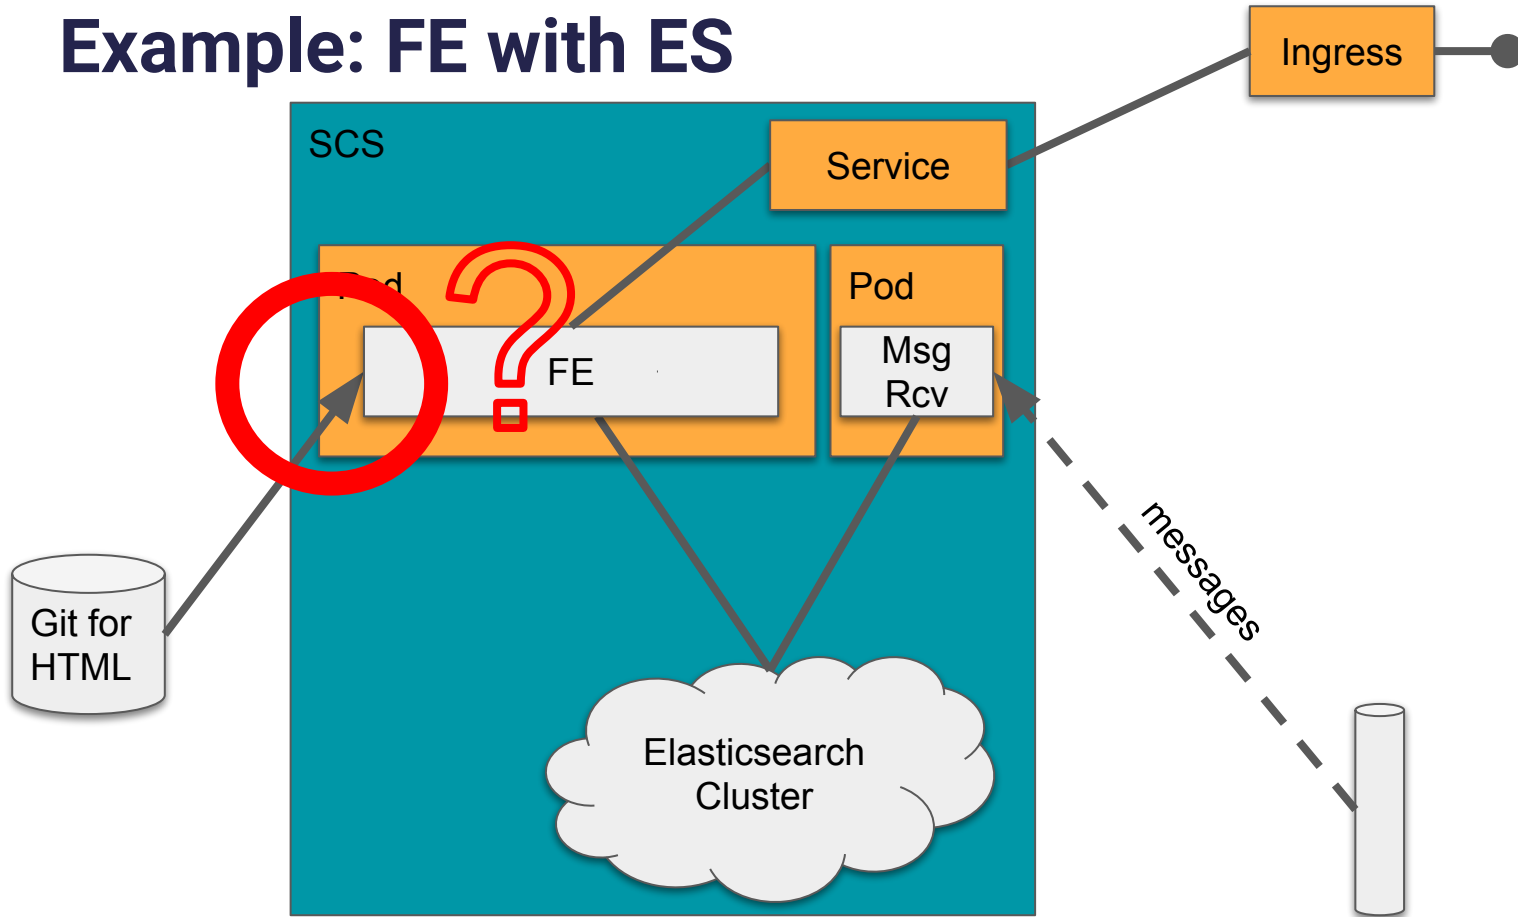 Example: FE with ES
Ingress
SCS
Service
Pod
Pod
FE
Msg
Rcv
messages
Git for
HTML
Elasticsearch
Cluster